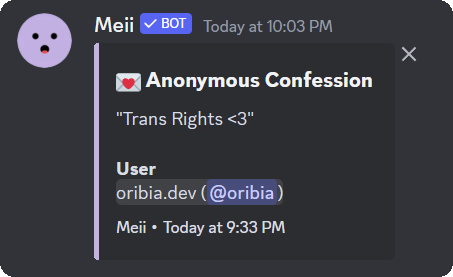 Meii ✓ BOT Today at 10:03 PM
💌 Anonymous Confession
"Trans Rights <3"
User
oribia.dev (@oribia)
Meii • Today at 9:33 PM